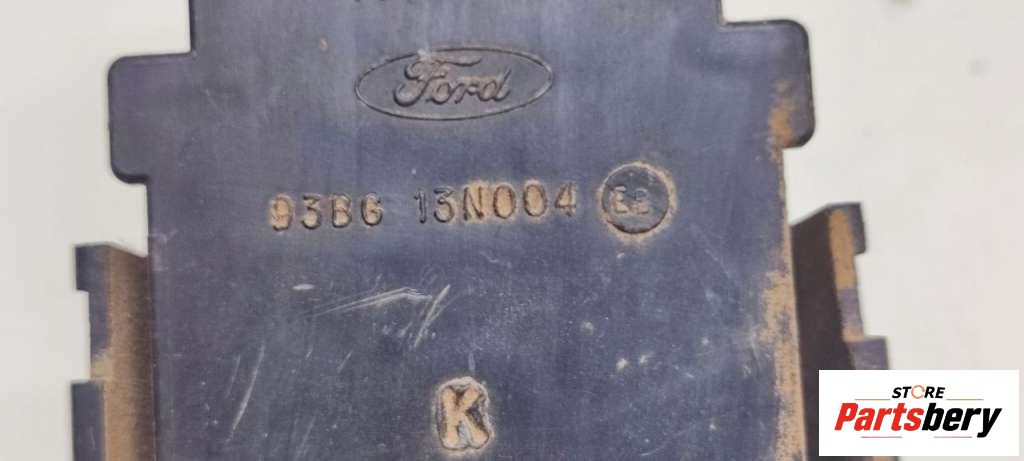 Ford
93BG 13N004
K
STORE
Partsbery